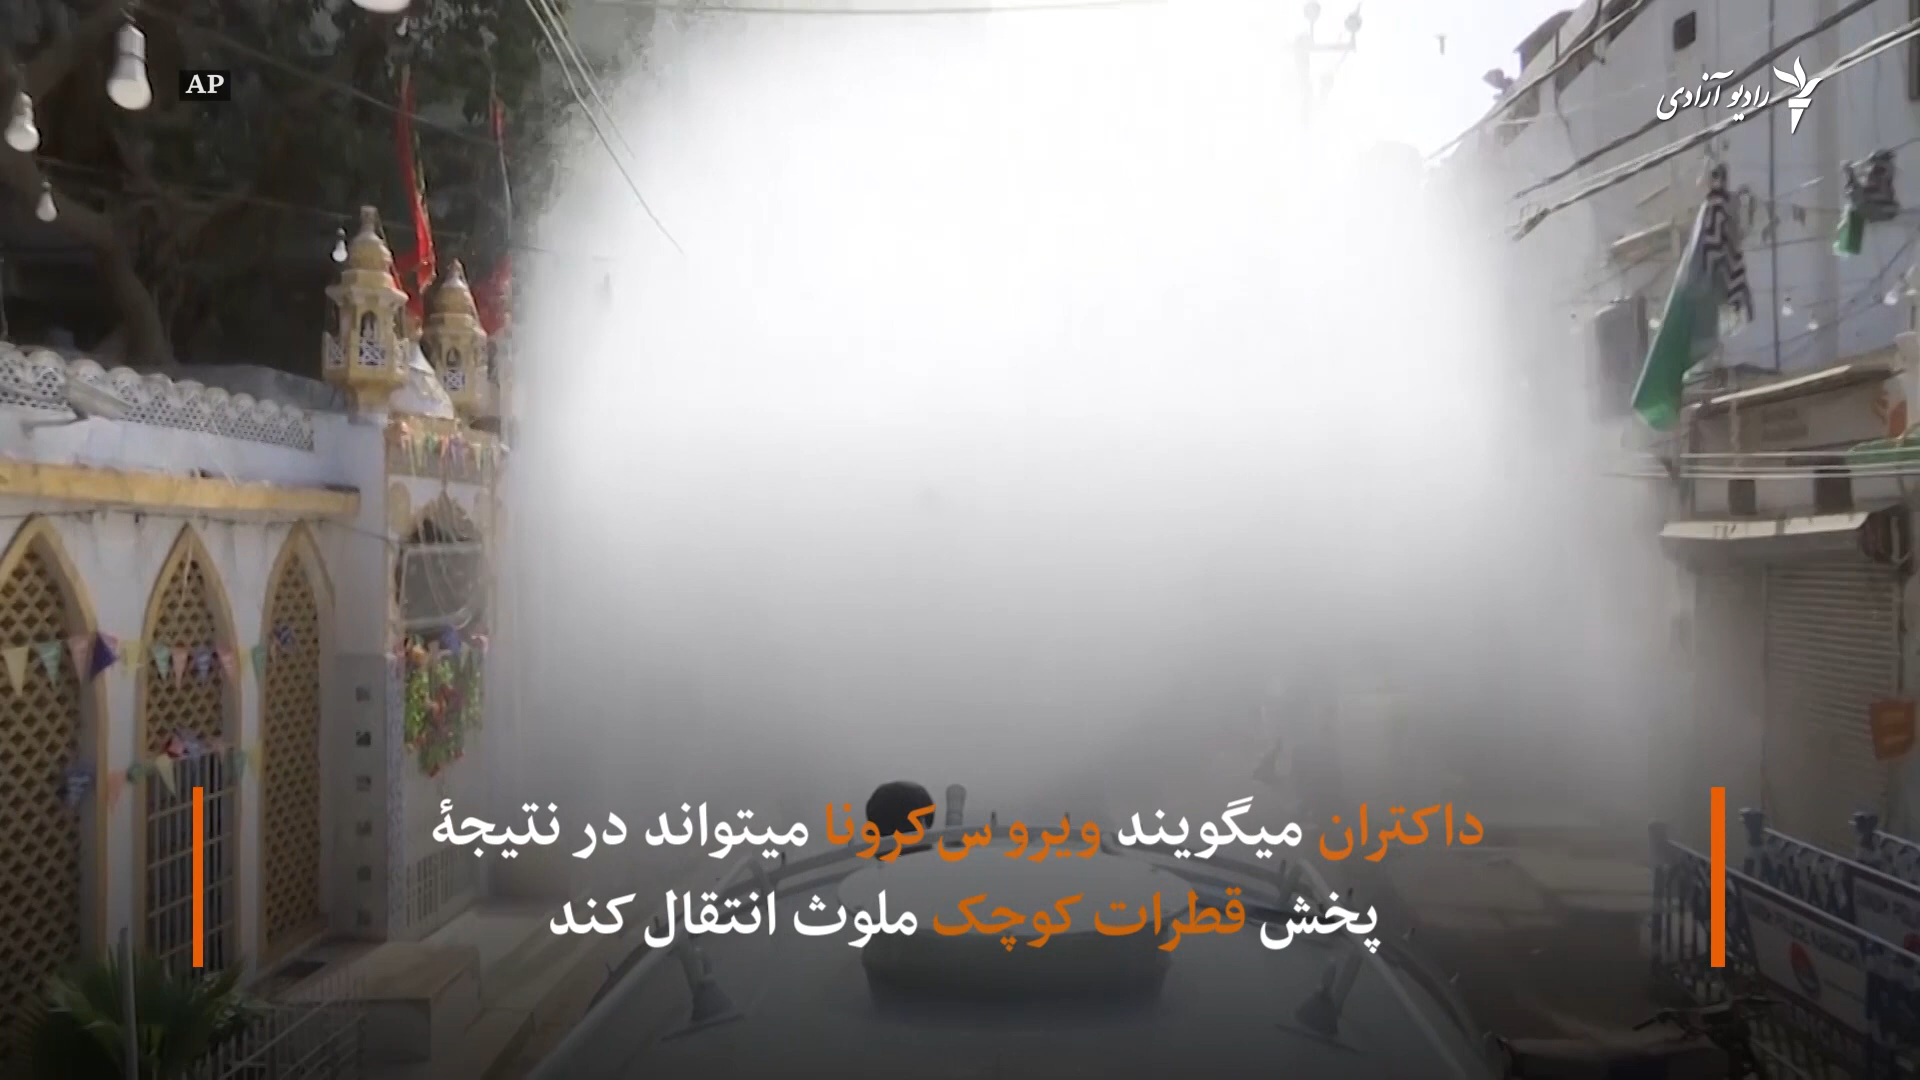 AP
رادیو آزادی
داکتران میگویند ویروس کرونا میتواند در نتیجهٔ
پخش قطرات کوچک ملوث انتقال کند